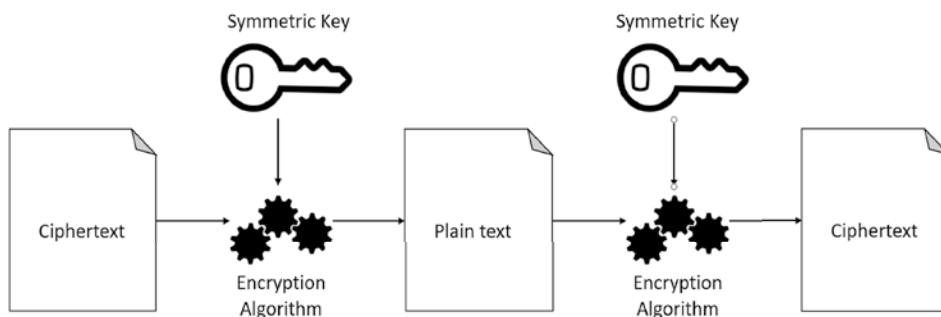 Symmetric Key
Symmetric Key
Ciphertext
Plain text
Ciphertext
Encryption
Algorithm
Encryption
Algorithm